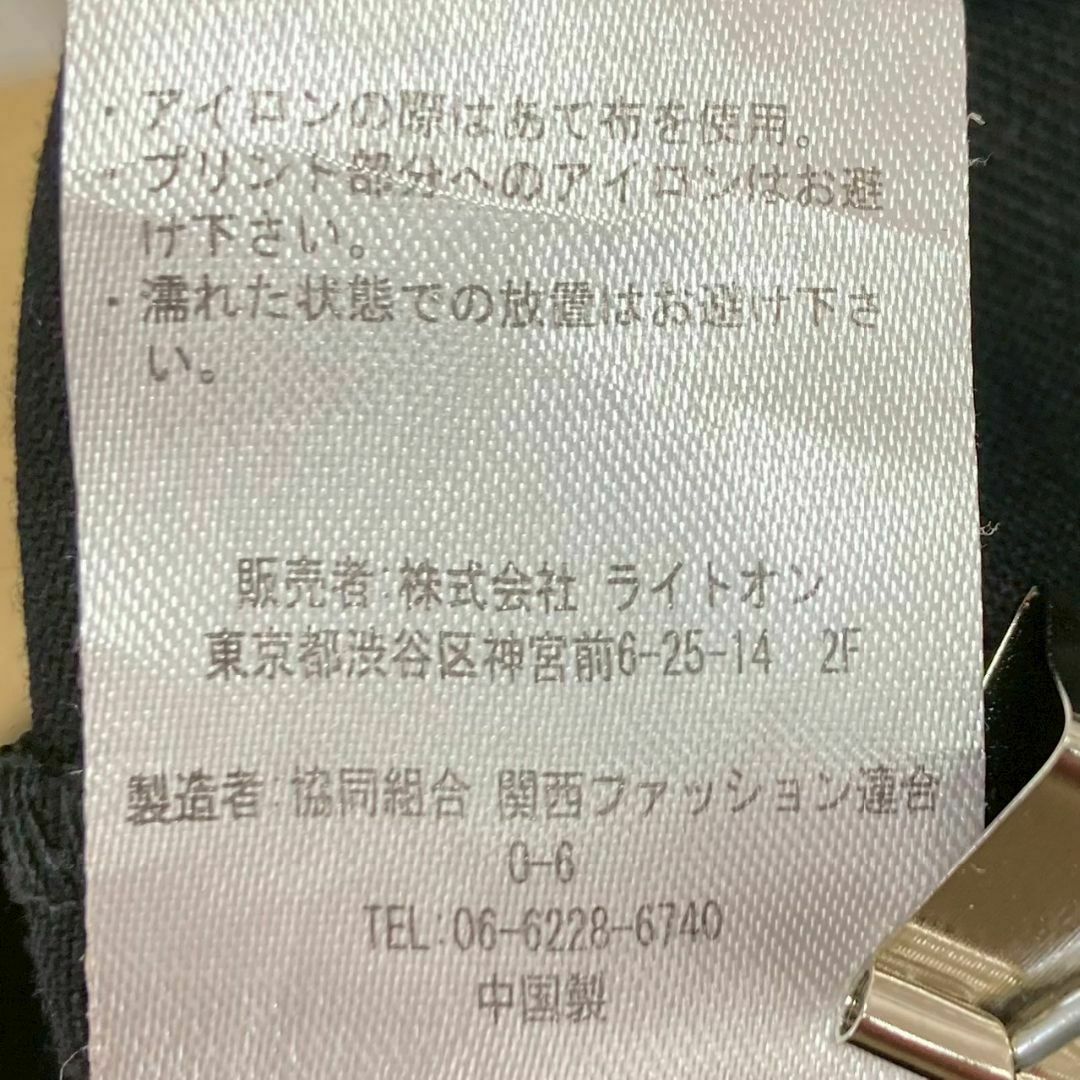 ・アイロンの際はあて布を使用。
・プリント部分へのアイロンはお避
け下さい。
・濡れた状態での放置はお避け下さ
い。
販売者:株式会社 ライトオン
東京都渋谷区神宮前6-25-14 2F
製造者:協同組合 関西ファッション連合
0-6
TEL:06-6228-6740
中国製